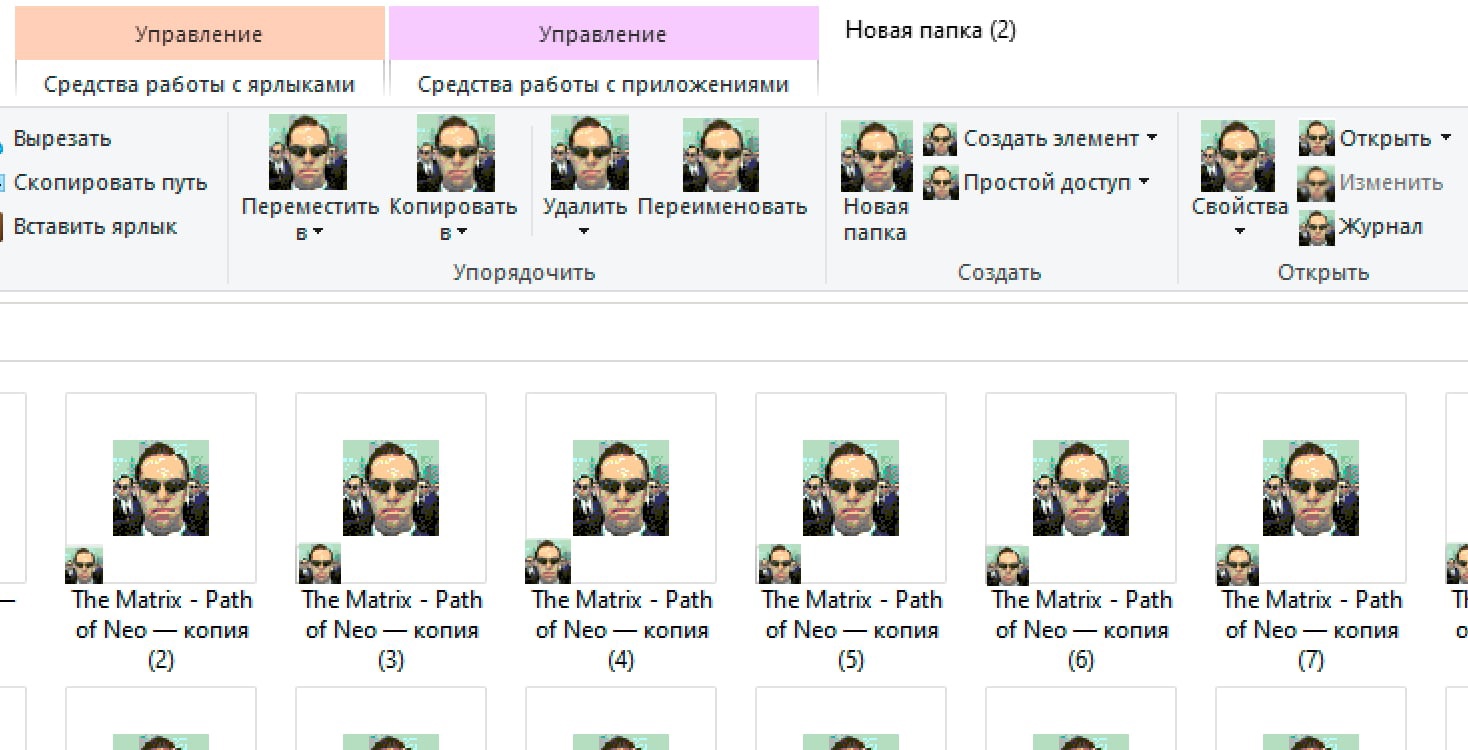 Управление
Управление
Новая папка (2)
Средства работы с ярлыками
Средства работы с приложениями
Вырезать
Скопировать путь
Вставить ярлык
Переместить
в
Копировать
в
Удалить
Переименовать
Упорядочить
Новая
папка
Создать элемент
Простой доступ
Создать
Свойства
Открыть
Изменить
Журнал
Открыть
—
The Matrix - Path
of Neo — копия
(2)
The Matrix - Path
of Neo — копия
(3)
The Matrix - Path
of Neo — копия
(4)
The Matrix - Path
of Neo — копия
(5)
The Matrix - Path
of Neo — копия
(6)
The Matrix - Path
of Neo — копия
(7)